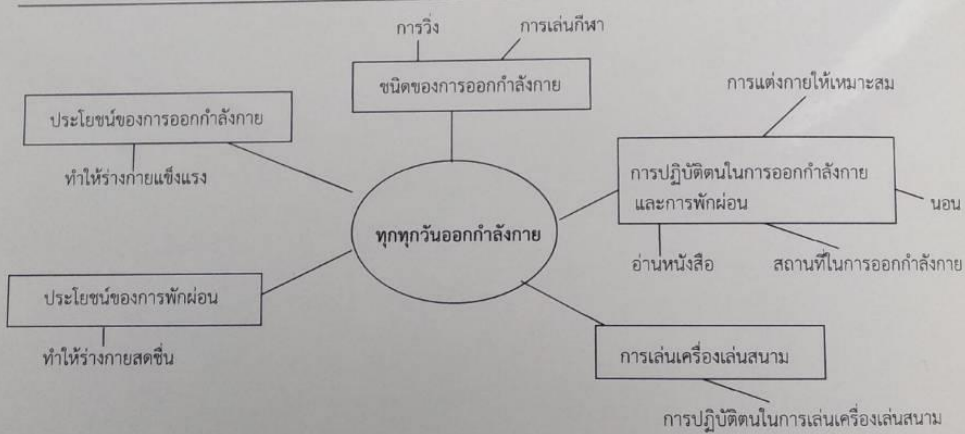 การวิ่ง
การเล่นกีฬา
ชนิดของการออกกำลังกาย
การแต่งกายให้เหมาะสม
ประโยชน์ของการออกกำลังกาย
ทำให้ร่างกายแข็งแรง
การปฏิบัติตนในการออกกำลังกาย
และการพักผ่อน
นอน
ทุกทุกวันออกกำลังกาย
อ่านหนังสือ
สถานที่ในการออกกำลังกาย
ประโยชน์ของการพักผ่อน
ทำให้ร่างกายสดชื่น
การเล่นเครื่องเล่นสนาม
การปฏิบัติตนในการเล่นเครื่องเล่นสนาม